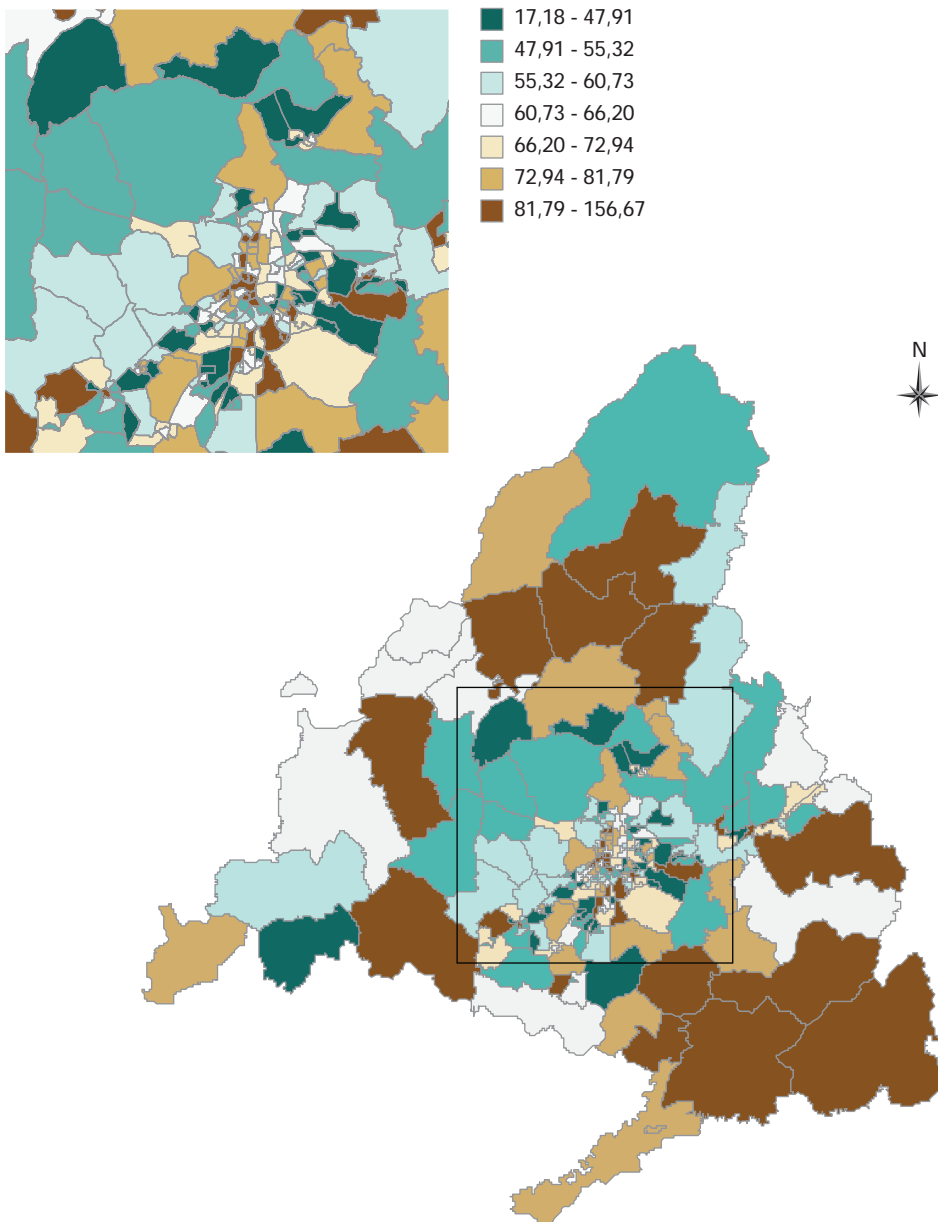 17,18 - 47,91
47,91 - 55,32
55,32 - 60,73
60,73 - 66,20
66,20 - 72,94
72,94 - 81,79
81,79 - 156,67
N